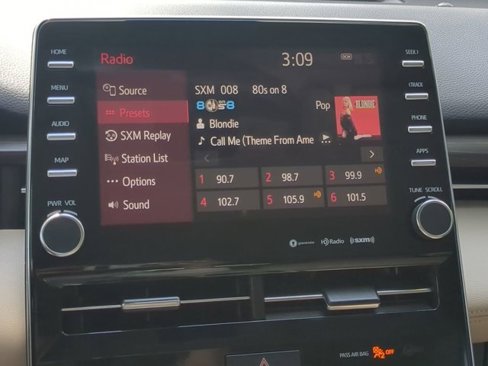 Radio 3:09
HOME
MENU
AUDIO
MAP
PWR VOL
Source
Presets
SXM Replay
Station List
Options
Sound
SXM 008 80s on 8
Pop
BLONDIE
Blondie
Call Me (Theme From Ame
1 90.7
2 98.7
3 99.9
4 102.7
5 105.9
6 101.5
HD Radio
(sxm)
SEEK
TRACK
PHONE
APPS
TUNE SCROLL
PASS AIR BAG OFF